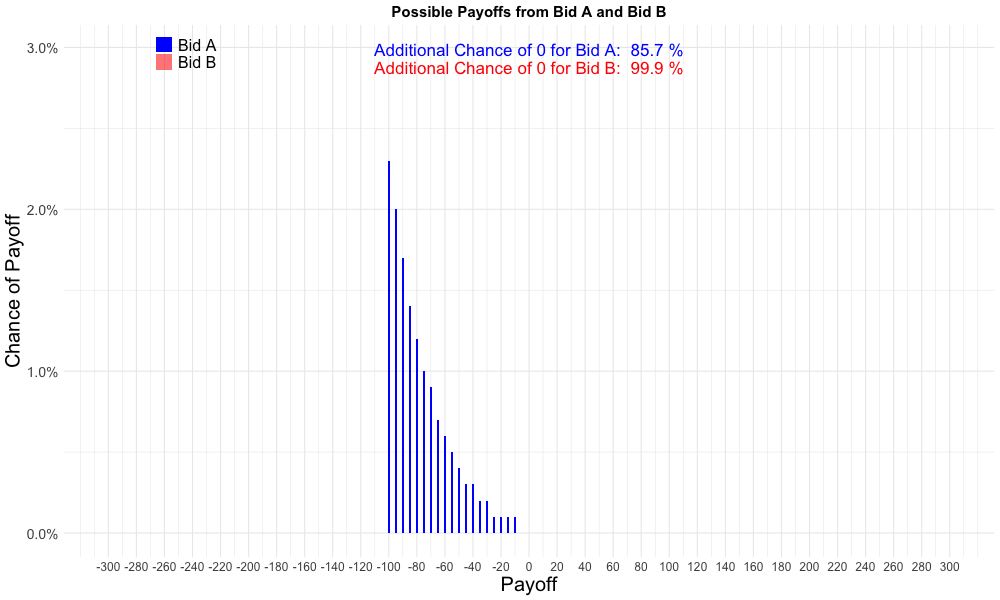 Possible Payoffs from Bid A and Bid B
Bid A
Bid B
Additional Chance of 0 for Bid A: 85.7 %
Additional Chance of 0 for Bid B: 99.9 %
Chance of Payoff
3.0%
2.0%
1.0%
0.0%
-300 -280 -260 -240 -220 -200 -180 -160 -140 -120 -100 -80 -60 -40 -20 0 20 40 60 80 100 120 140 160 180 200 220 240 260 280 300
Payoff